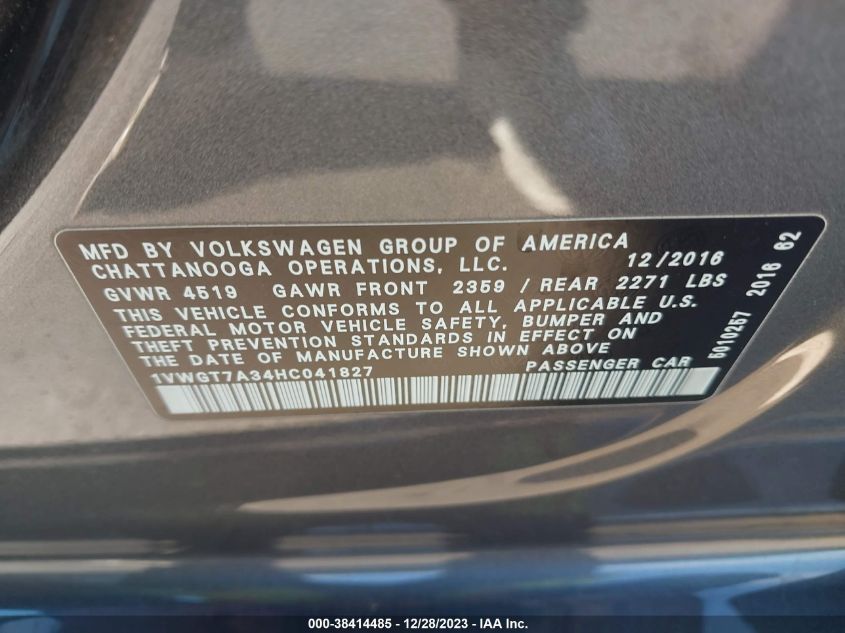 MFD BY VOLKSWAGEN GROUP OF AMERICA
CHATTANOOGA OPERATIONS, LLC. 12/2016
GVWR 4519 GAWR FRONT 2359 / REAR 2271 LBS
THIS VEHICLE CONFORMS TO ALL APPLICABLE U.S.
FEDERAL MOTOR VEHICLE SAFETY, BUMPER AND
THEFT PREVENTION STANDARDS IN EFFECT ON
THE DATE OF MANUFACTURE SHOWN ABOVE
1VWGT7A34HC041827 PASSENGER CAR
5010257 2016 62
000-38414485 - 12/28/2023 - IAA Inc.